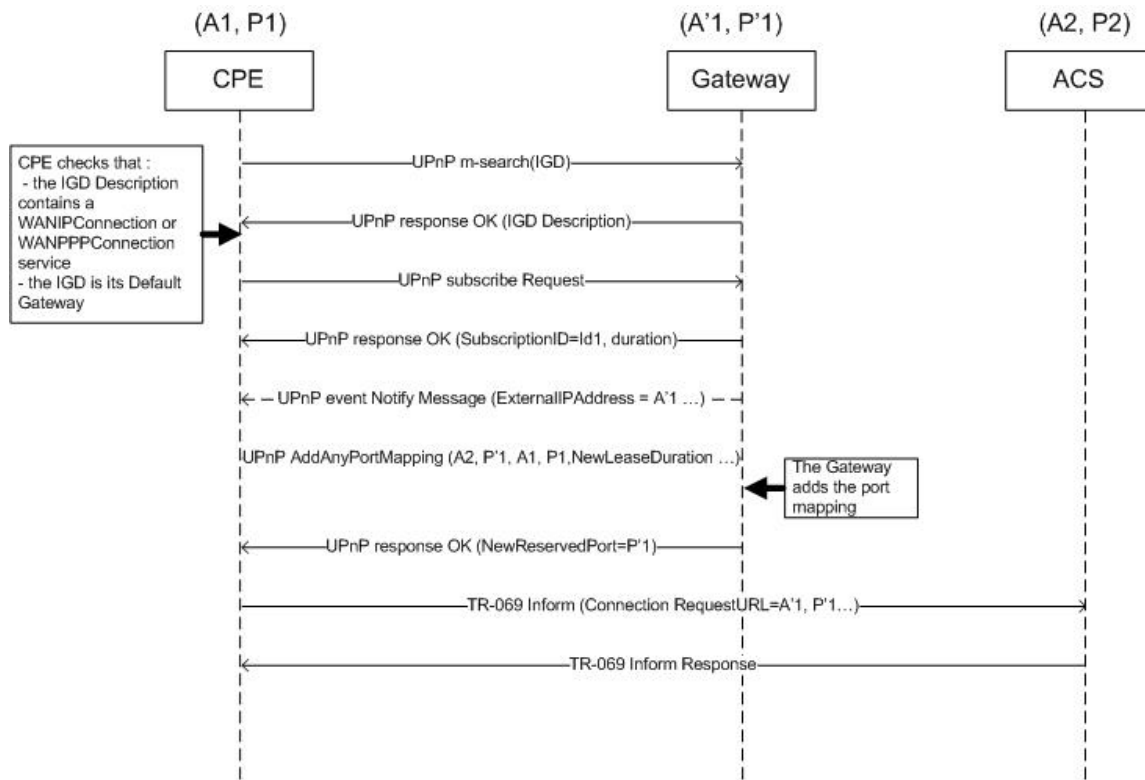 (A1, P1)
(A'1, P'1)
(A2, P2)
CPE
Gateway
ACS
CPE checks that :
- the IGD Description
contains a
WANIPConnection or
WANPPPConnection
service
- the IGD is its Default
Gateway
UPnP m-search(IGD)
UPnP response OK (IGD Description)
UPnP subscribe Request
UPnP response OK (SubscriptionID=Id1, duration)
UPnP event Notify Message (ExternalIPAddress = A'1 ...)
UPnP AddAnyPortMapping (A2, P'1, A1, P1,NewLeaseDuration ...)
The Gateway
adds the port
mapping
UPnP response OK (NewReservedPort=P'1)
TR-069 Inform (Connection RequestURL=A'1, P'1...)
TR-069 Inform Response